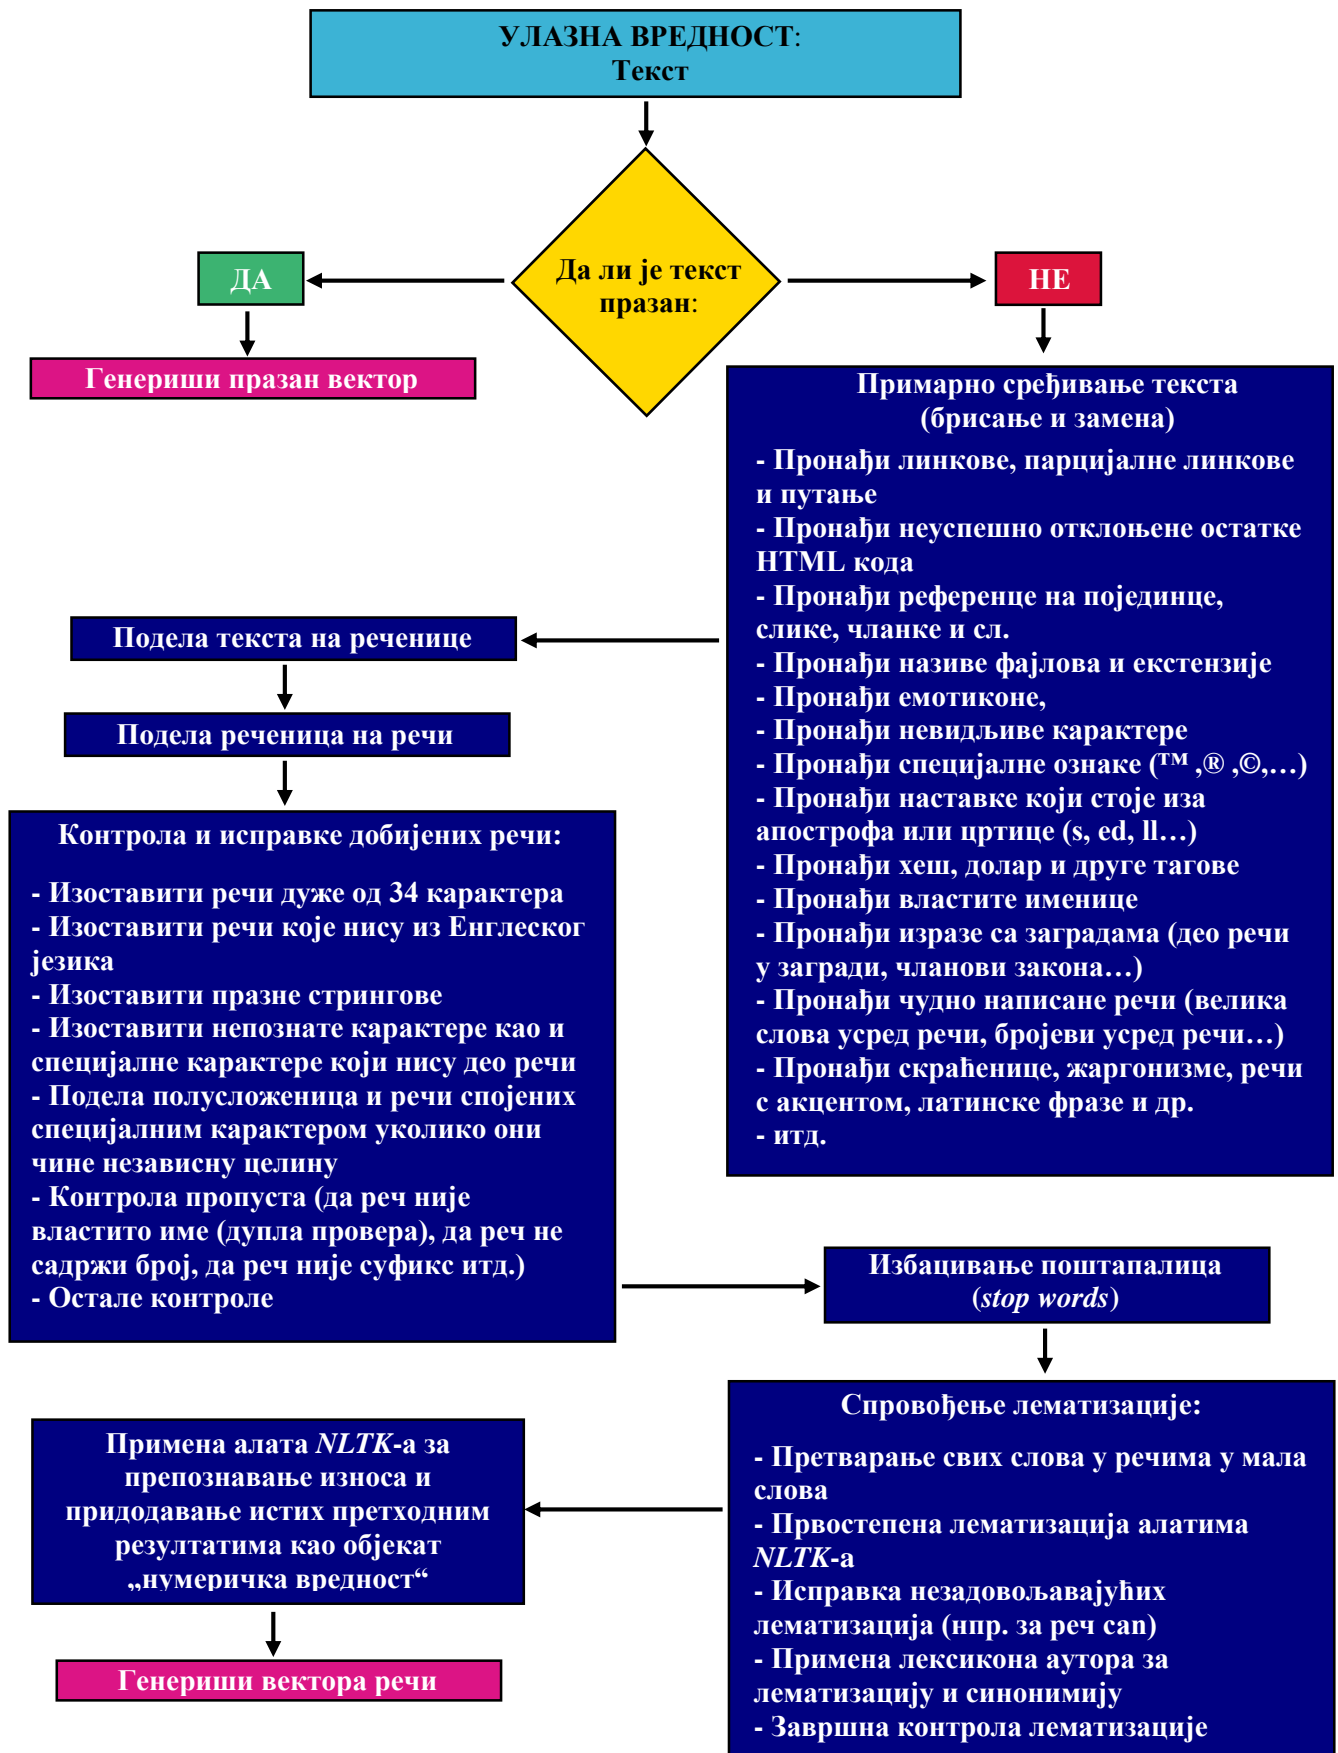 УЛАЗНА ВРЕДНОСТ:
Текст
Да ли је текст
празан:
ДА
НЕ
Генериши празан вектор
Примарно сређивање текста
(брисање и замена)
- Пронађи линкове, парцијалне линкове
и путање
- Пронађи неуспешно отклоњене остатке
HTML кода
- Пронађи референце на појединце,
слике, чланке и сл.
- Пронађи називе фајлова и екстензије
- Пронађи емотиконе,
- Пронађи невидљиве карактере
- Пронађи специјалне ознаке (™ ,® ,©,…)
- Пронађи наставке који стоје иза
апострофа или цртице (s, ed, ll…)
- Пронађи хеш, долар и друге тагове
- Пронађи властите именице
- Пронађи изразе са заградама (део речи
у загради, чланови закона…)
- Пронађи чудно написане речи (велика
слова усред речи, бројеви усред речи…)
- Пронађи скраћенице, жаргонизме, речи
с акцентом, латинске фразе и др.
- итд.
Подела текста на реченице
Подела реченица на речи
Контрола и исправке добијених речи:
- Изоставити речи дуже од 34 карактера
- Изоставити речи које нису из Енглеског
језика
- Изоставити празне стрингове
- Изоставити непознате карактере као и
специјалне карактере који нису део речи
- Подела полусложеница и речи спојених
специјалним карактером уколико они
чине независну целину
- Контрола пропуста (да реч није
властито име (дупла провера), да реч не
садржи број, да реч није суфикс итд.)
- Остале контроле
Избацивање поштапалица
(stop words)
Спровођење лематизације:
- Претварање свих слова у речима у мала
слова
- Првостепена лематизација алатима
NLTK-а
- Исправка незадовољавајућих
лематизација (нпр. за реч can)
- Примена лексикона аутора за
лематизацију и синонимију
- Завршна контрола лематизације
Примена алата NLTK-а за
препознавање износа и
придодавање истих претходним
резултатима као објекат
„нумеричка вредност“
Генериши вектора речи